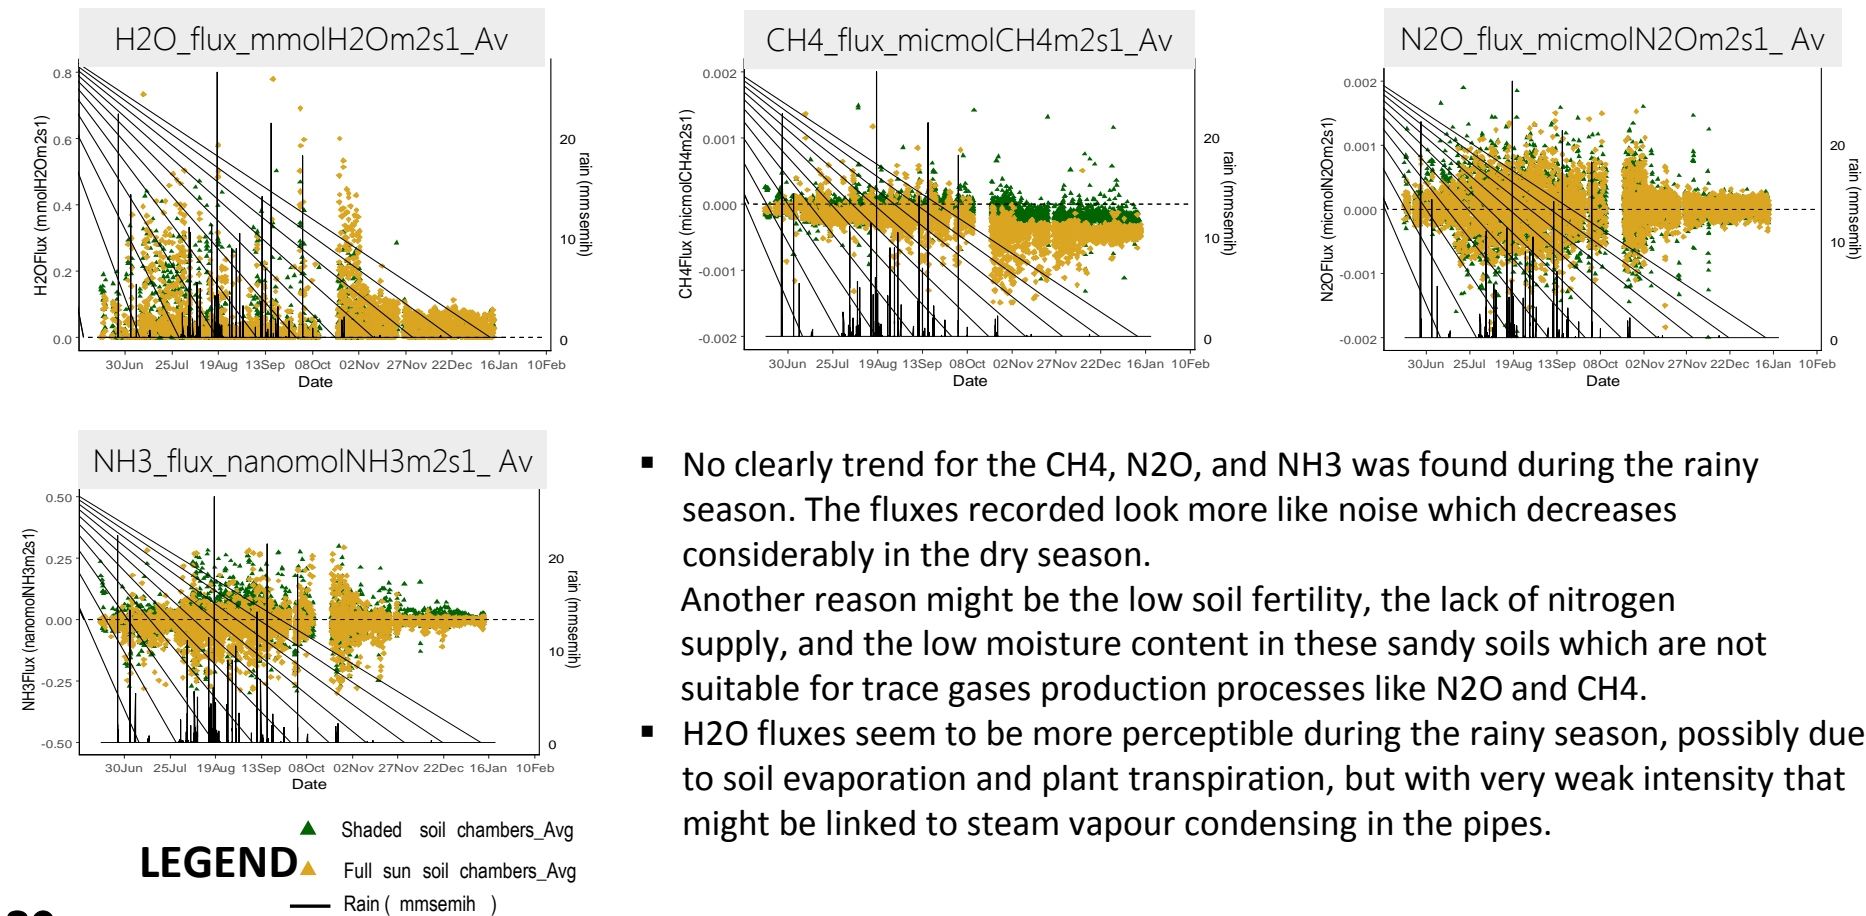 H2O_flux_mmolH2Om2s1_Av
0.8
0.6
0.4
0.2
0.0
H2OFlux (mmolH2Om2s1)
20
10
0
rain (mmsemih)
30Jun 25Jul 19Aug 13Sep 08Oct 02Nov 27Nov 22Dec 16Jan 10Feb
Date
CH4_flux_micmolCH4m2s1_Av
0.002
0.001
0.000
-0.001
-0.002
CH4Flux (micmolCH4m2s1)
20
10
0
rain (mmsemih)
30Jun 25Jul 19Aug 13Sep 08Oct 02Nov 27Nov 22Dec 16Jan 10Feb
Date
N2O_flux_micmolN2Om2s1_ Av
0.002
0.001
0.000
-0.001
-0.002
N2OFlux (micmolN2Om2s1)
20
10
0
rain (mmsemih)
30Jun 25Jul 19Aug 13Sep 08Oct 02Nov 27Nov 22Dec 16Jan 10Feb
Date
NH3_flux_nanomolNH3m2s1_ Av
0.50
0.25
0.00
-0.25
-0.50
NH3Flux (nanomolNH3m2s1)
20
10
0
rain (mmsemih)
30Jun 25Jul 19Aug 13Sep 08Oct 02Nov 27Nov 22Dec 16Jan 10Feb
Date
LEGEND
Shaded soil chambers_Avg
Full sun soil chambers_Avg
Rain ( mmsemih )
▪ No clearly trend for the CH4, N2O, and NH3 was found during the rainy
season. The fluxes recorded look more like noise which decreases
considerably in the dry season.
Another reason might be the low soil fertility, the lack of nitrogen
supply, and the low moisture content in these sandy soils which are not
suitable for trace gases production processes like N2O and CH4.
▪ H2O fluxes seem to be more perceptible during the rainy season, possibly due
to soil evaporation and plant transpiration, but with very weak intensity that
might be linked to steam vapour condensing in the pipes.